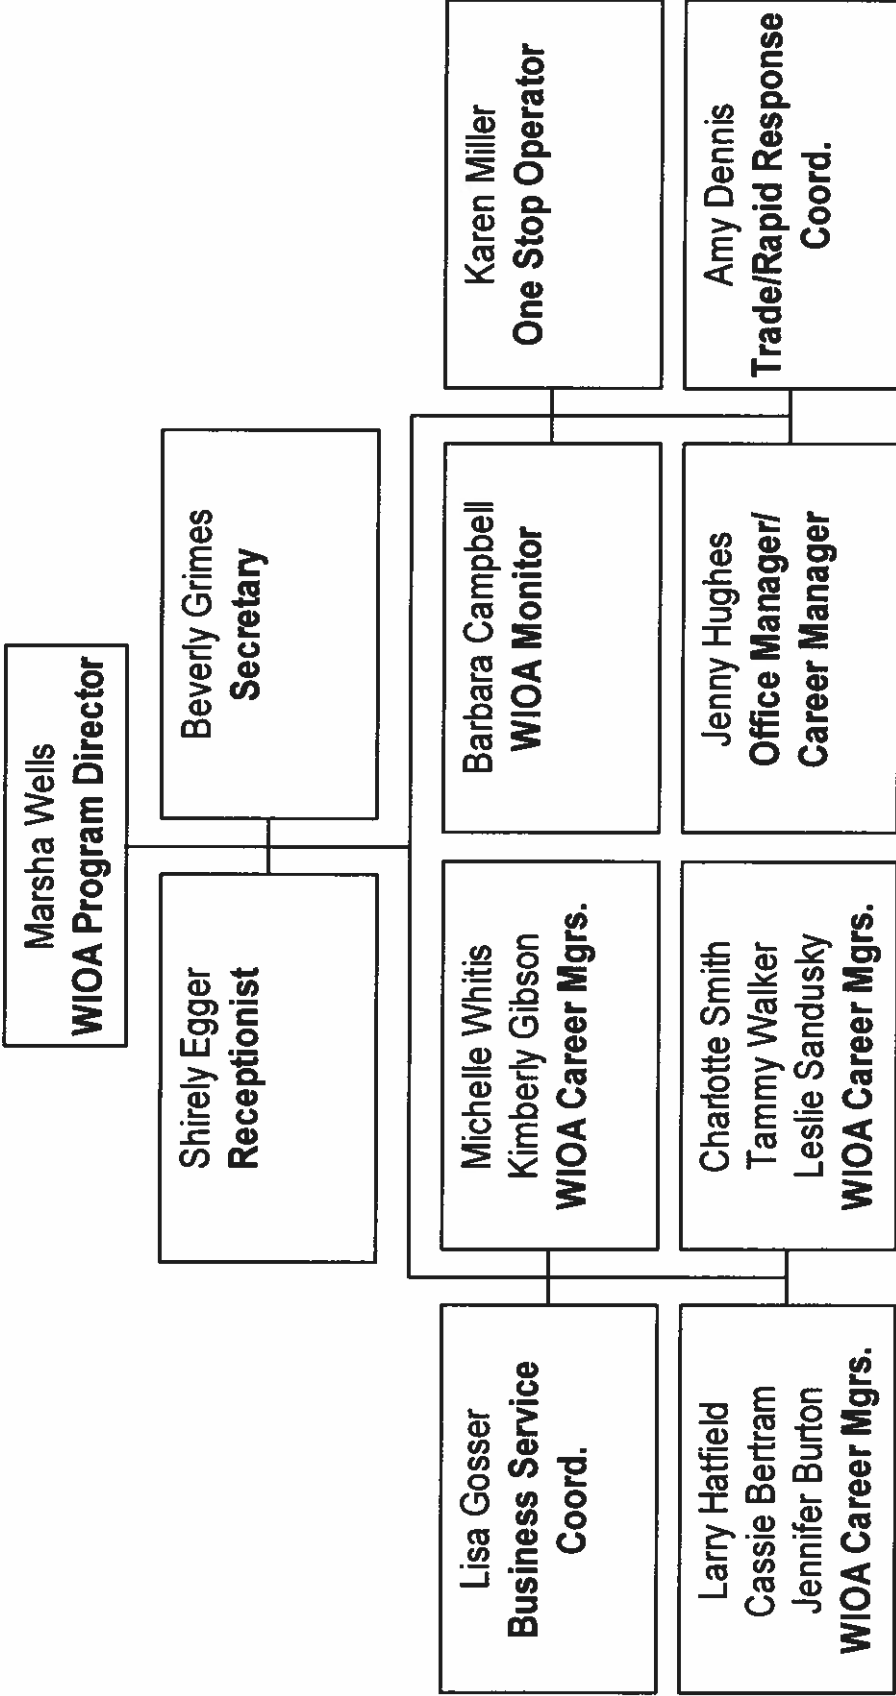 Marsha Wells
WIOA Program Director
Shirely Egger
Receptionist
Beverly Grimes
Secretary
Lisa Gosser
Business Service
Coord.
Michelle Whitis
Kimberly Gibson
WIOA Career Mgrs.
Barbara Campbell
WIOA Monitor
Karen Miller
One Stop Operator
Larry Hatfield
Cassie Bertram
Jennifer Burton
WIOA Career Mgrs.
Charlotte Smith
Tammy Walker
Leslie Sandusky
WIOA Career Mgrs.
Jenny Hughes
Office Manager/
Career Manager
Amy Dennis
Trade/Rapid Response
Coord.